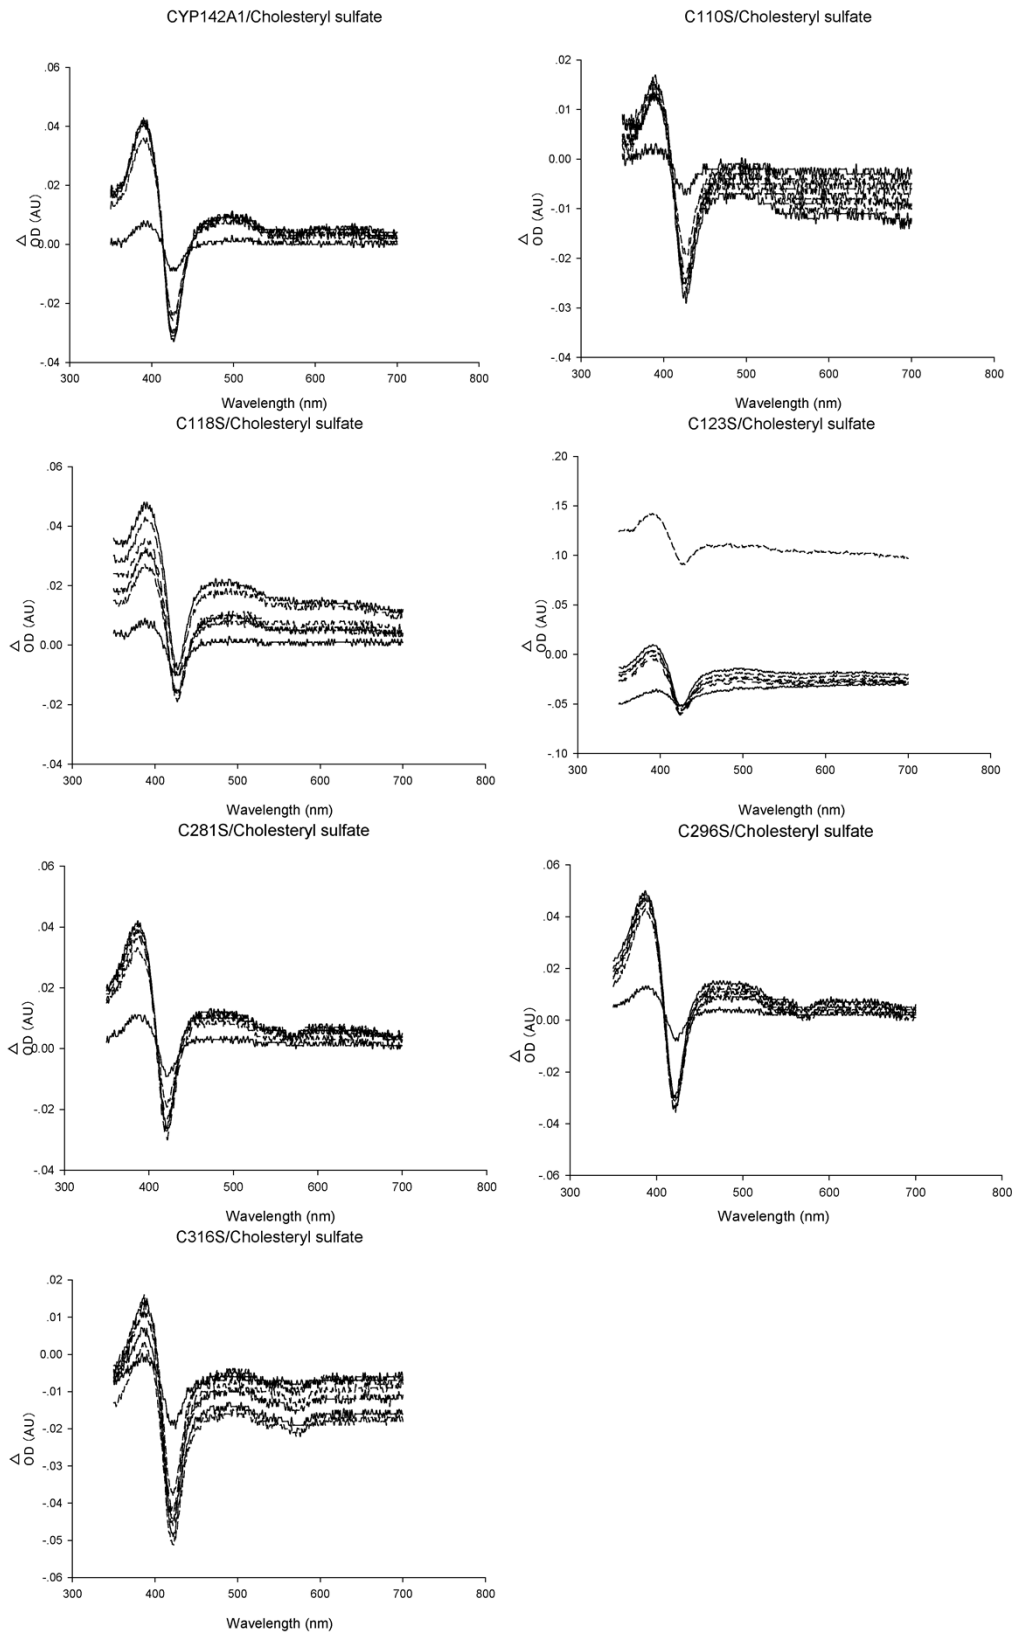 CYP142A1/Cholesteryl sulfate
.06
.04
.02
0.00
-.02
-.04
Δ OD (AU)
300 400 500 600 700 800
Wavelength (nm)
C110S/Cholesteryl sulfate
.02
.01
0.00
-.01
-.02
-.03
-.04
Δ OD (AU)
300 400 500 600 700 800
Wavelength (nm)
C118S/Cholesteryl sulfate
.06
.04
.02
0.00
-.02
-.04
Δ OD (AU)
300 400 500 600 700 800
Wavelength (nm)
C123S/Cholesteryl sulfate
.20
.15
.10
.05
0.00
-.05
-.10
Δ OD (AU)
300 400 500 600 700 800
Wavelength (nm)
C281S/Cholesteryl sulfate
.06
.04
.02
0.00
-.02
-.04
Δ OD (AU)
300 400 500 600 700 800
Wavelength (nm)
C296S/Cholesteryl sulfate
.06
.04
.02
0.00
-.02
-.04
-.06
Δ OD (AU)
300 400 500 600 700 800
Wavelength (nm)
C316S/Cholesteryl sulfate
.02
.01
0.00
-.01
-.02
-.03
-.04
-.05
-.06
Δ OD (AU)
300 400 500 600 700 800
Wavelength (nm)